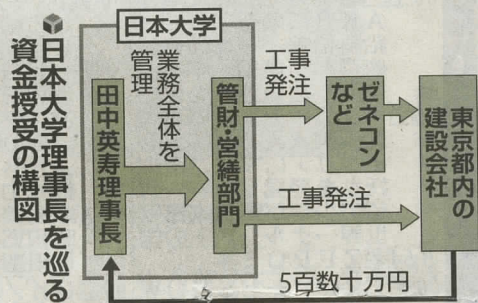 日本大学理事長を巡る
資金授受の構図
日本大学
田中英寿理事長
業務全体を
管理
管財・営繕部門
工事
発注
ゼネコン
など
工事発注
東京都内の
建設会社
5百数十万円